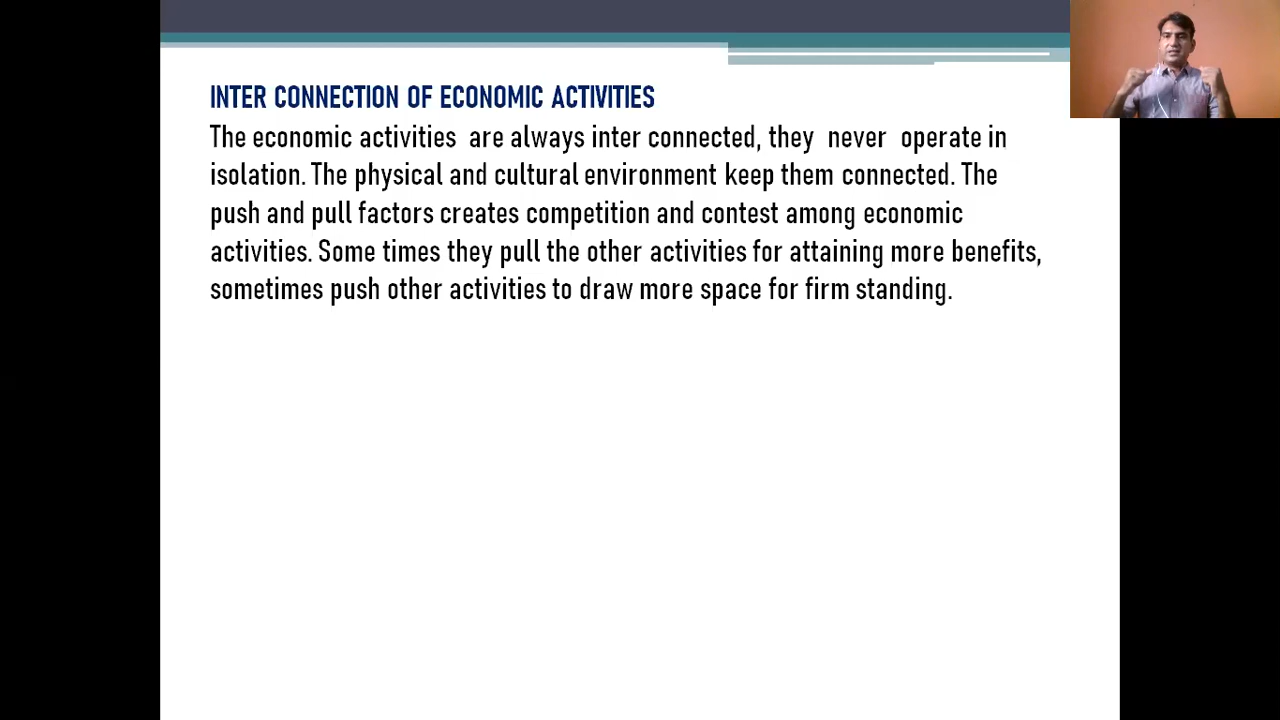 INTER CONNECTION OF ECONOMIC ACTIVITIES
The economic activities are always inter connected, they never operate in
isolation. The physical and cultural environment keep them connected. The
push and pull factors creates competition and contest among economic
activities. Some times they pull the other activities for attaining more benefits,
sometimes push other activities to draw more space for firm standing.